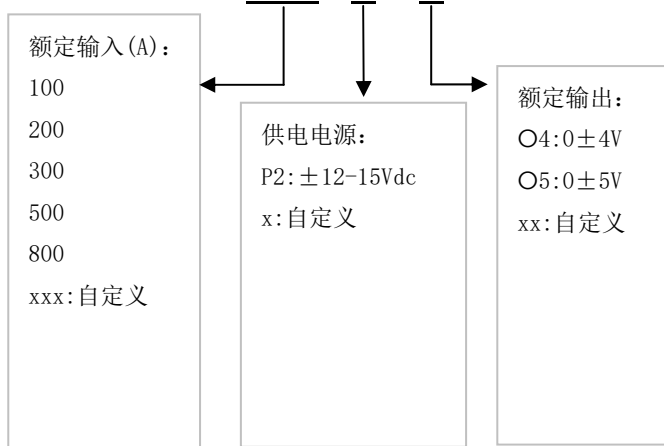 额定输入(A)：
100
200
300
500
800
xxx:自定义
供电电源：
P2:±12-15Vdc
x:自定义
额定输出：
O4:0±4V
O5:0±5V
xx:自定义